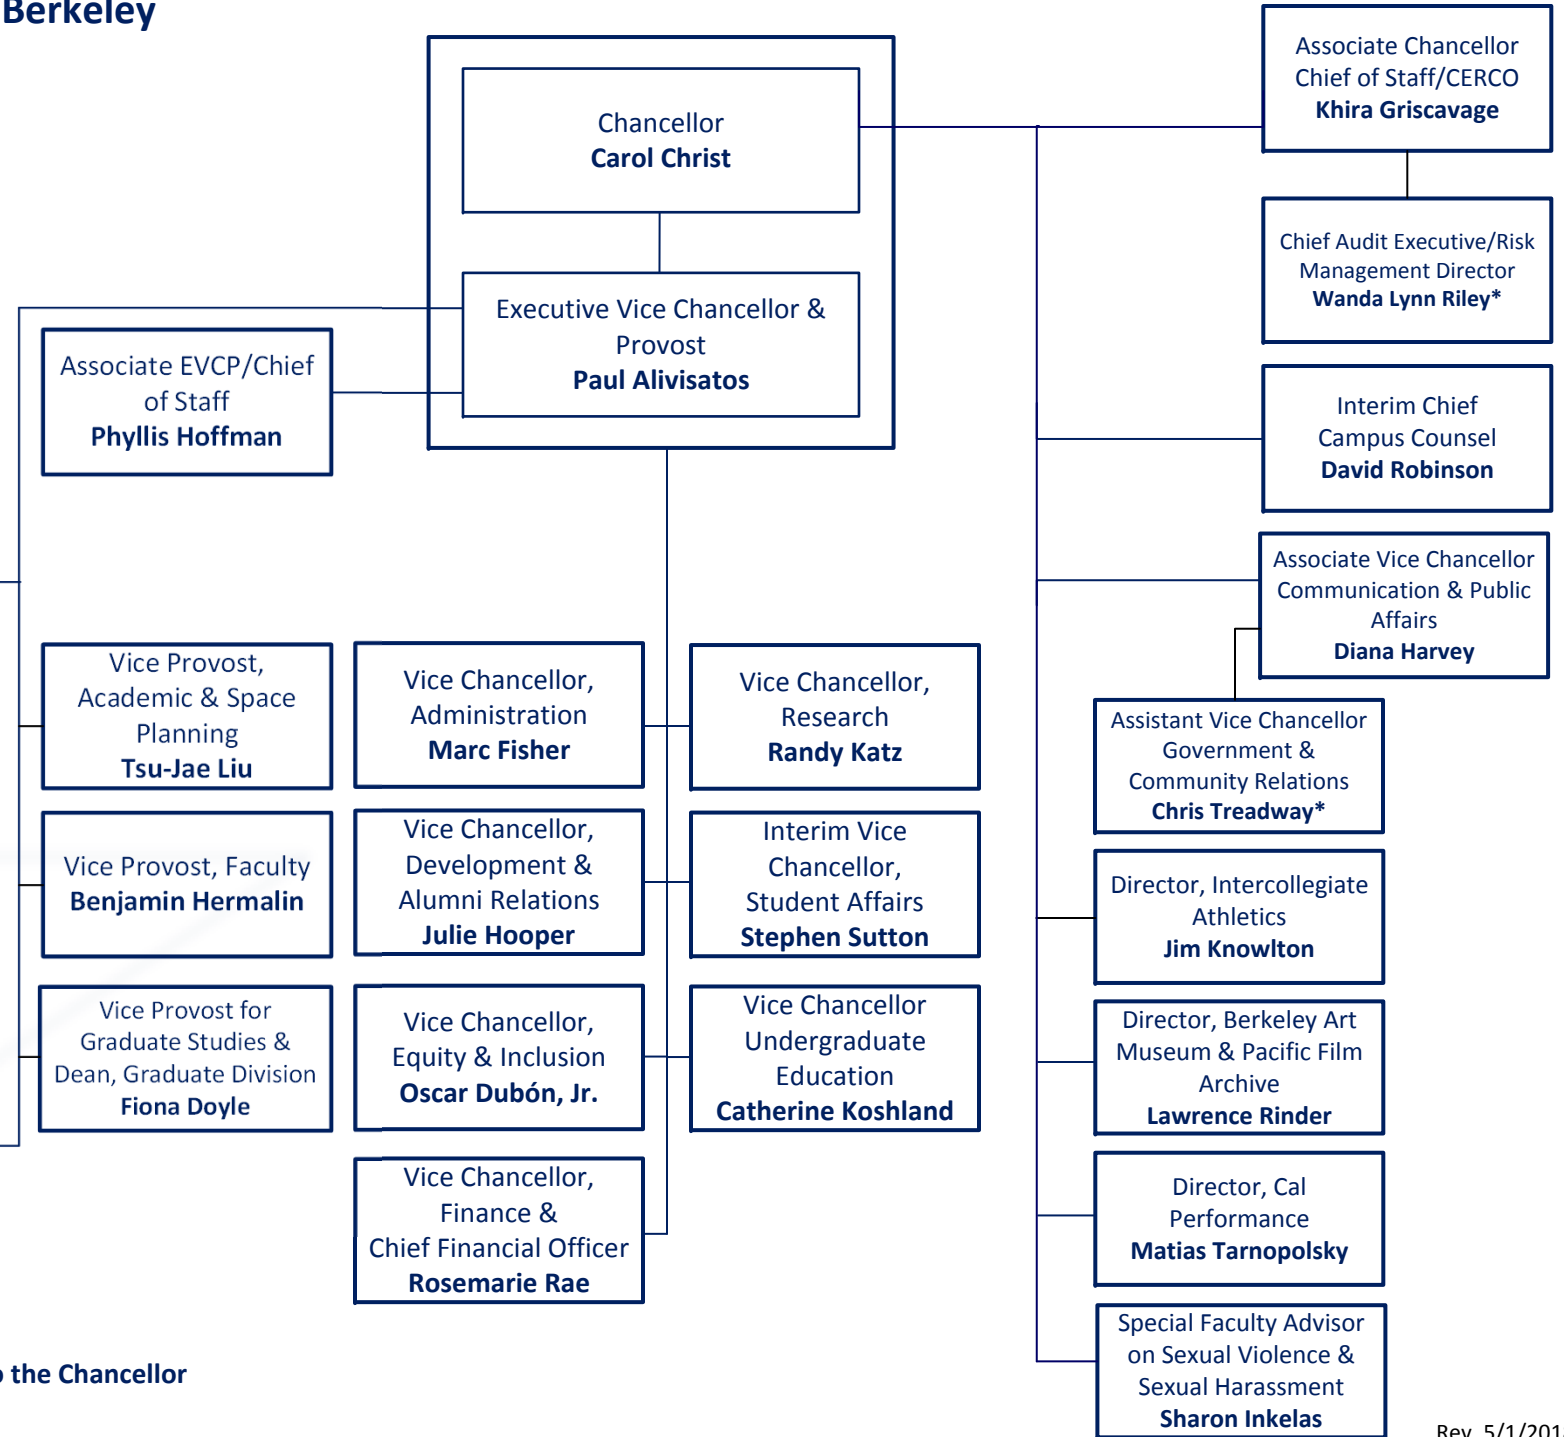 Berkeley
Chancellor
Carol Christ
Executive Vice Chancellor &
Provost
Paul Alivisatos
Associate EVCP/Chief
of Staff
Phyllis Hoffman
Vice Provost,
Academic & Space
Planning
Tsu-Jae Liu
Vice Provost, Faculty
Benjamin Hermalin
Vice Provost for
Graduate Studies &
Dean, Graduate Division
Fiona Doyle
Vice Chancellor,
Administration
Marc Fisher
Vice Chancellor,
Development &
Alumni Relations
Julie Hooper
Vice Chancellor,
Equity & Inclusion
Oscar Dubón, Jr.
Vice Chancellor,
Finance &
Chief Financial Officer
Rosemarie Rae
Vice Chancellor,
Research
Randy Katz
Interim Vice
Chancellor,
Student Affairs
Stephen Sutton
Vice Chancellor
Undergraduate
Education
Catherine Koshland
Associate Chancellor
Chief of Staff/CERCO
Khira Griscavage
Chief Audit Executive/Risk
Management Director
Wanda Lynn Riley*
Interim Chief
Campus Counsel
David Robinson
Associate Vice Chancellor
Communication & Public
Affairs
Diana Harvey
Assistant Vice Chancellor
Government &
Community Relations
Chris Treadway*
Director, Intercollegiate
Athletics
Jim Knowlton
Director, Berkeley Art
Museum & Pacific Film
Archive
Lawrence Rinder
Director, Cal
Performance
Matias Tarnopolsky
Special Faculty Advisor
on Sexual Violence &
Sexual Harassment
Sharon Inkelas
the Chancellor
Rev.